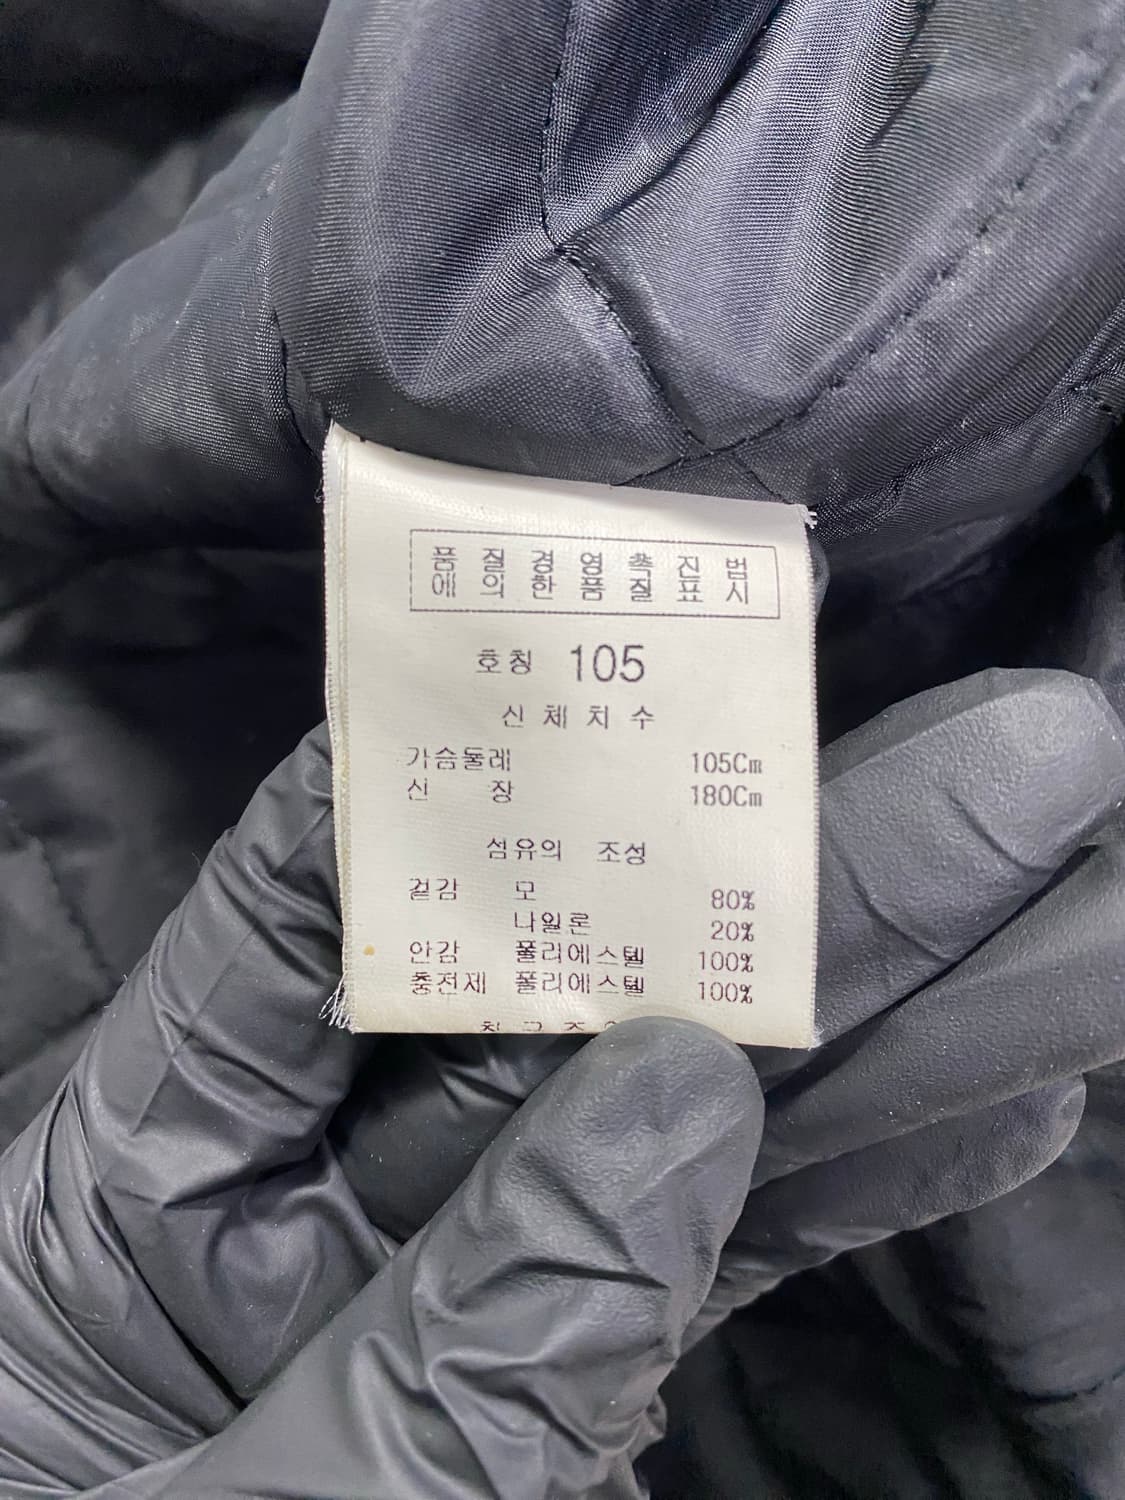 품 질 경 영 촉 진 법
에 의 한 품 질 표 시
호칭 105
신 체 치 수
가슴둘레 105Cm
신 장 180Cm
섬유의 조성
겉감 모 80%
나일론 20%
안감 폴리에스텔 100%
충전제 폴리에스텔 100%